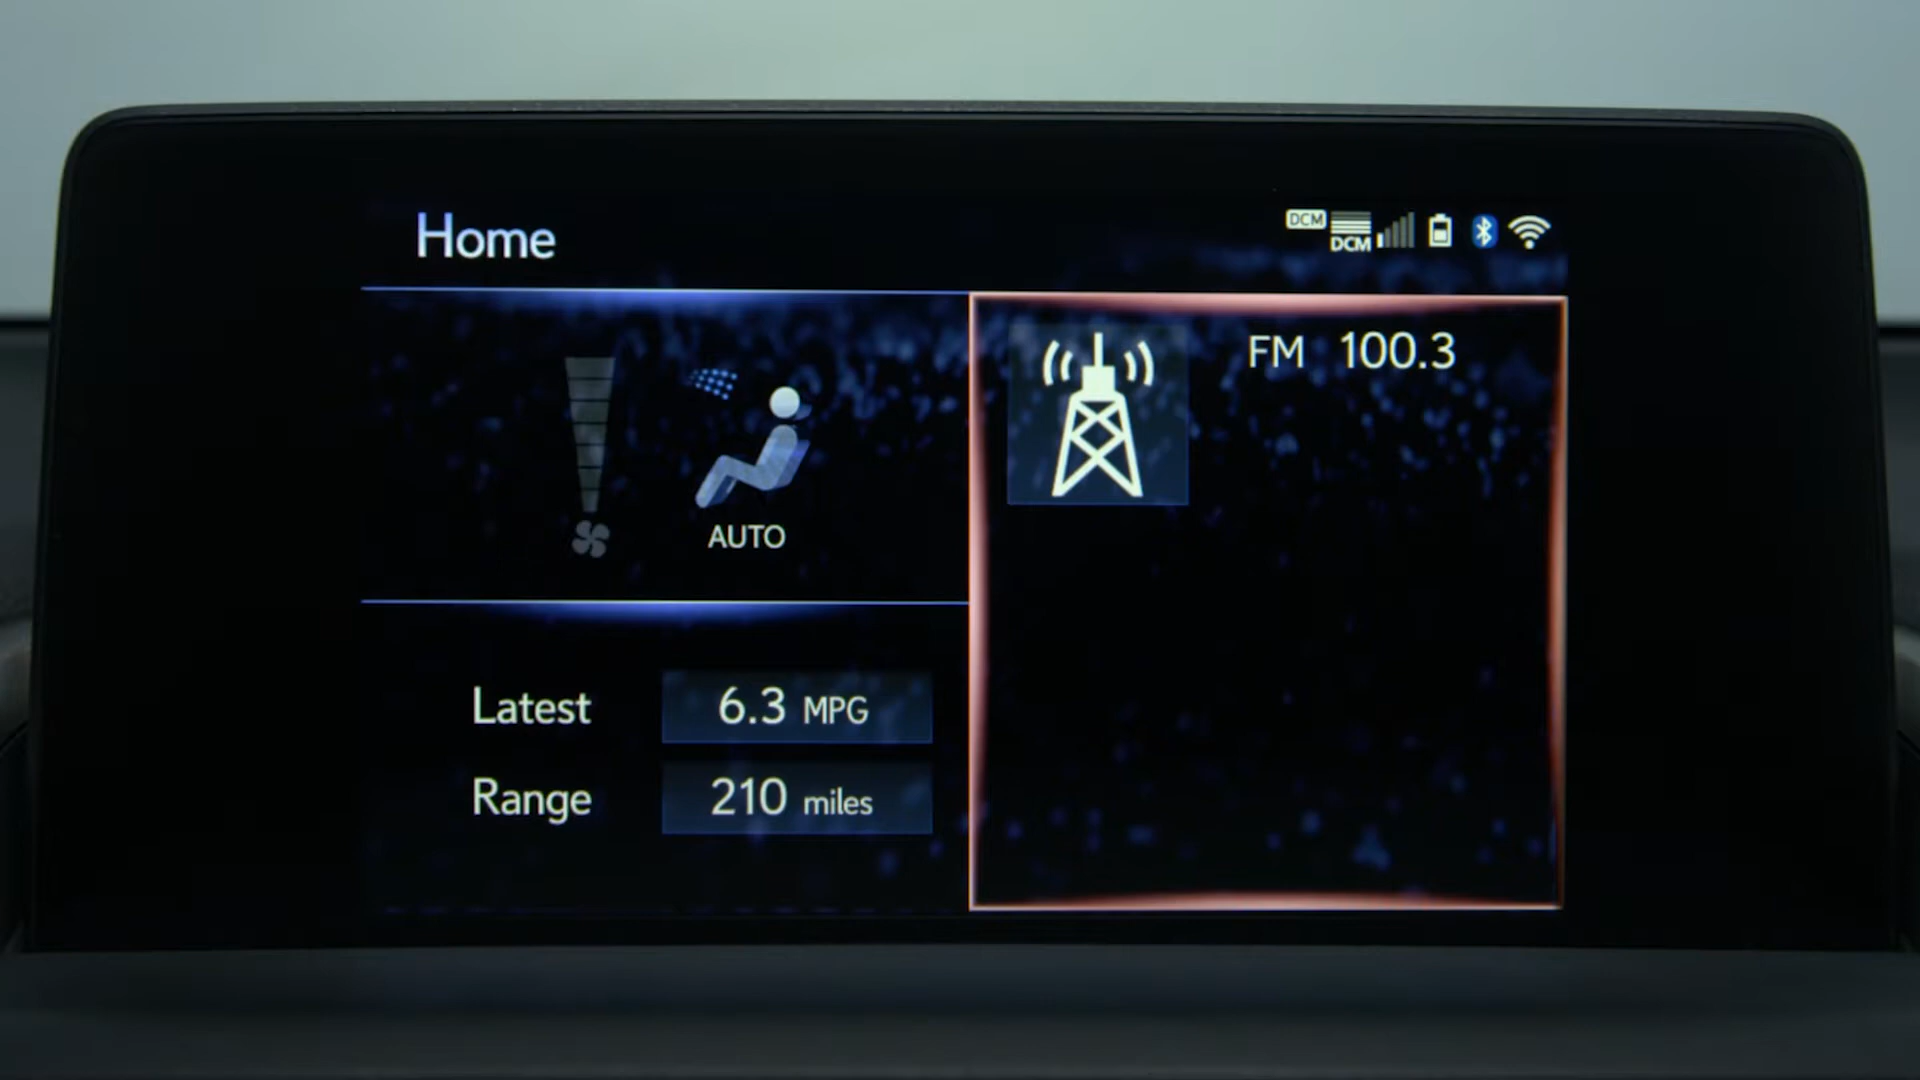 Home
DCM
DCM
FM 100.3
AUTO
Latest 6.3 MPG
Range 210 miles